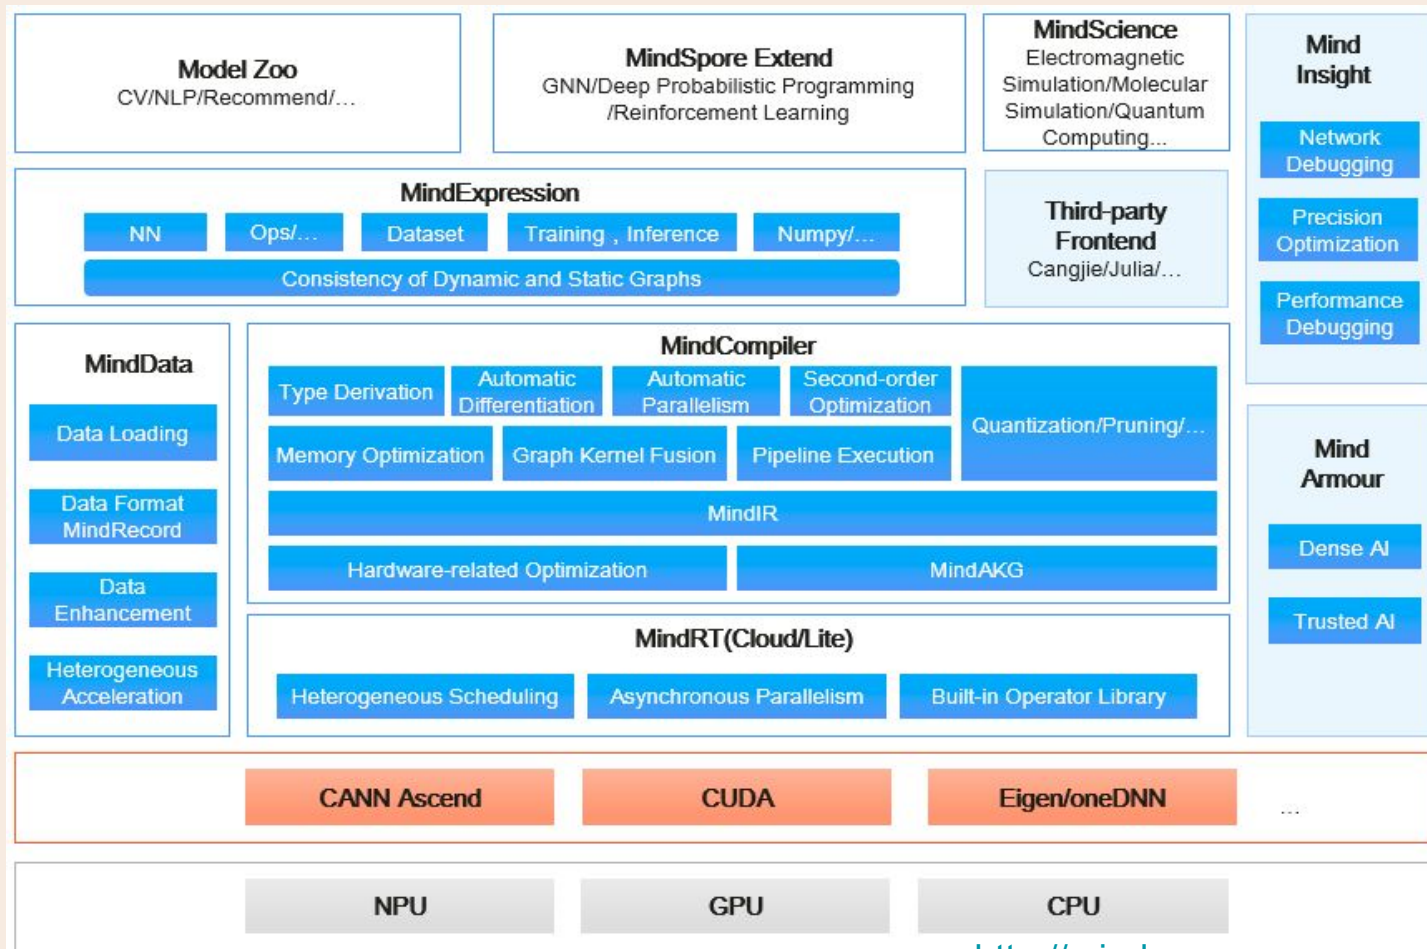 Model Zoo
CV/NLP/Recommend/…
MindSpore Extend
GNN/Deep Probabilistic Programming
/Reinforcement Learning
MindScience
Electromagnetic
Simulation/Molecular
Simulation/Quantum
Computing...
Mind
Insight
Network
Debugging
Precision
Optimization
Performance
Debugging
MindExpression
NN
Ops/…
Dataset
Training , Inference
Numpy/…
Consistency of Dynamic and Static Graphs
Third-party
Frontend
Cangjie/Julia/…
MindData
Data Loading
Data Format
MindRecord
Data
Enhancement
Heterogeneous
Acceleration
MindCompiler
Type Derivation
Automatic
Differentiation
Automatic
Parallelism
Second-order
Optimization
Quantization/Pruning/…
Memory Optimization
Graph Kernel Fusion
Pipeline Execution
MindIR
Hardware-related Optimization
MindAKG
Mind
Armour
Dense AI
Trusted AI
MindRT(Cloud/Lite)
Heterogeneous Scheduling
Asynchronous Parallelism
Built-in Operator Library
CANN Ascend
CUDA
Eigen/oneDNN
…
NPU
GPU
CPU